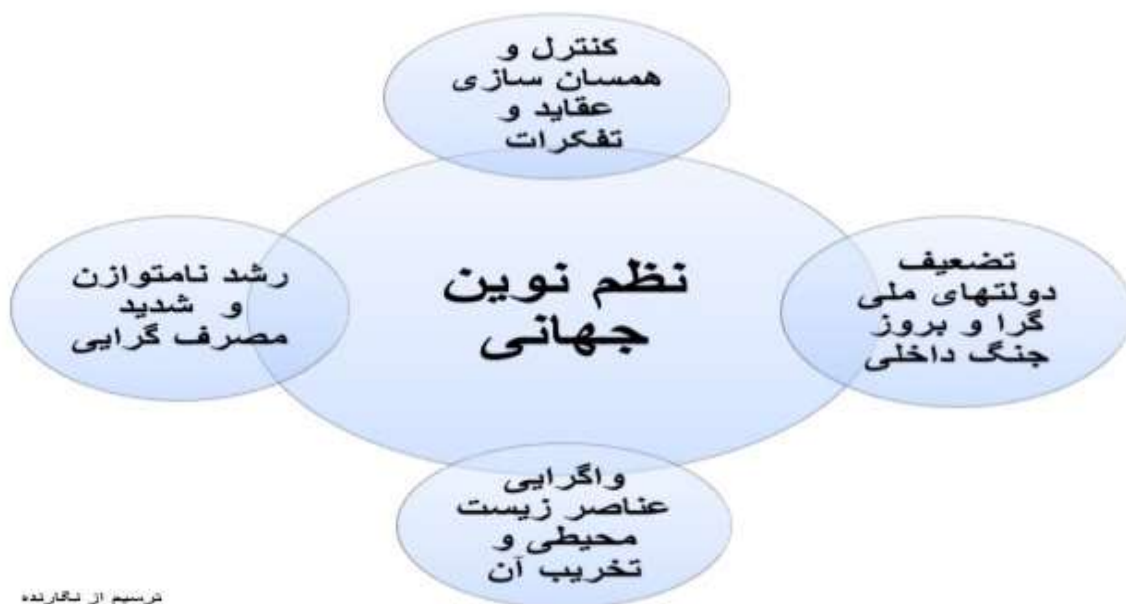 کنترل و
همسان سازی
عقاید و
تفکرات
نظم نوین
جهانی
تضعیف
دولتهای ملی
گرا و بروز
جنگ داخلی
رشد نامتوازن
و شدید
مصرف گرایی
واگرایی
عناصر زیست
محیطی و
تخریب آن
ترسیم از نگارنده